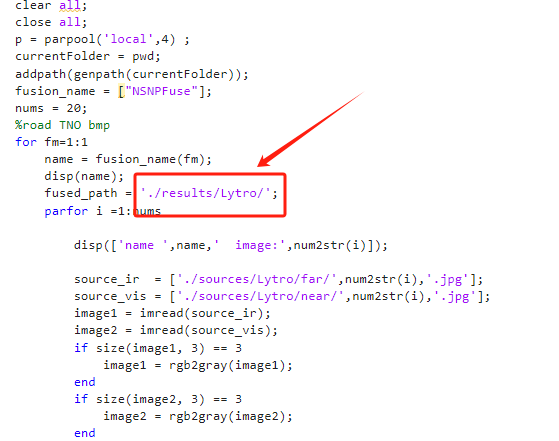 clear all;
close all;
p = parpool('local',4) ;
currentFolder = pwd;
addpath(genpath(currentFolder));
fusion_name = ["NSNPFuse"];
nums = 20;
%road TNO bmp
for fm=1:1
    name = fusion_name(fm);
    disp(name);
    fused_path = './results/Lytro/';
    parfor i =1:nums

        disp(['name ',name,'  image:',num2str(i)]);

        source_ir  = ['./sources/Lytro/far/',num2str(i),'.jpg'];
        source_vis = ['./sources/Lytro/near/',num2str(i),'.jpg'];
        image1 = imread(source_ir);
        image2 = imread(source_vis);
        if size(image1, 3) == 3
            image1 = rgb2gray(image1);
        end
        if size(image2, 3) == 3
            image2 = rgb2gray(image2);
        end